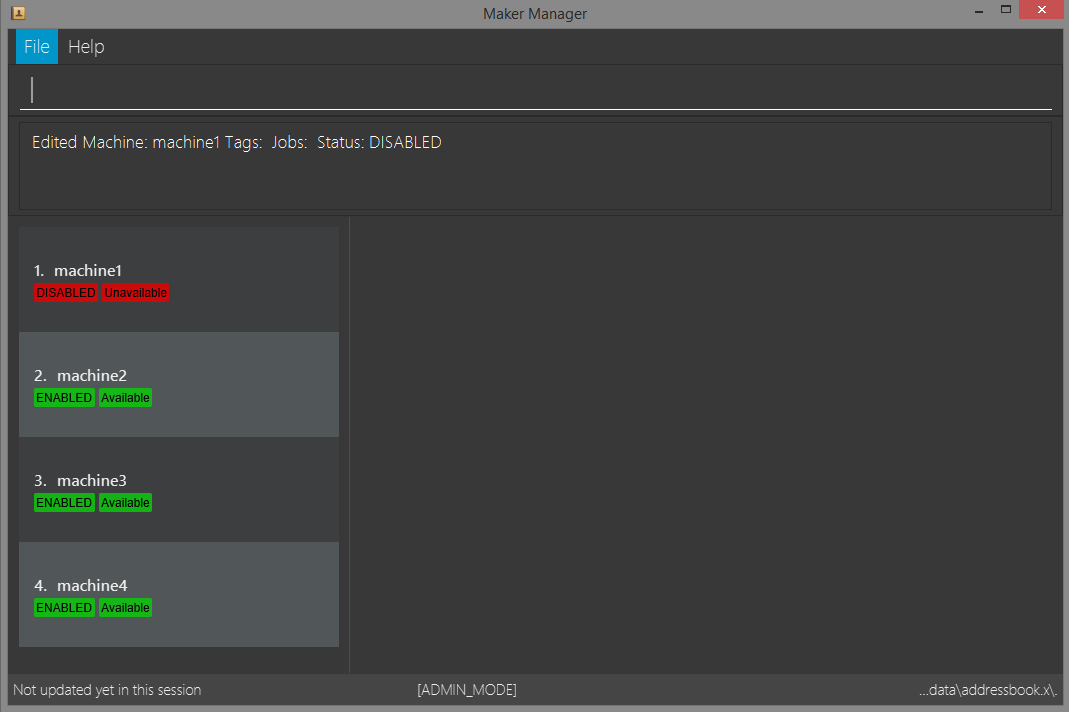 Maker Manager
File Help
Edited Machine: machine1 Tags:  Jobs:  Status: DISABLED
1. machine1
DISABLED Unavailable
2. machine2
ENABLED Available
3. machine3
ENABLED Available
4. machine4
ENABLED Available
Not updated yet in this session [ADMIN_MODE] ...data\addressbook.x\.